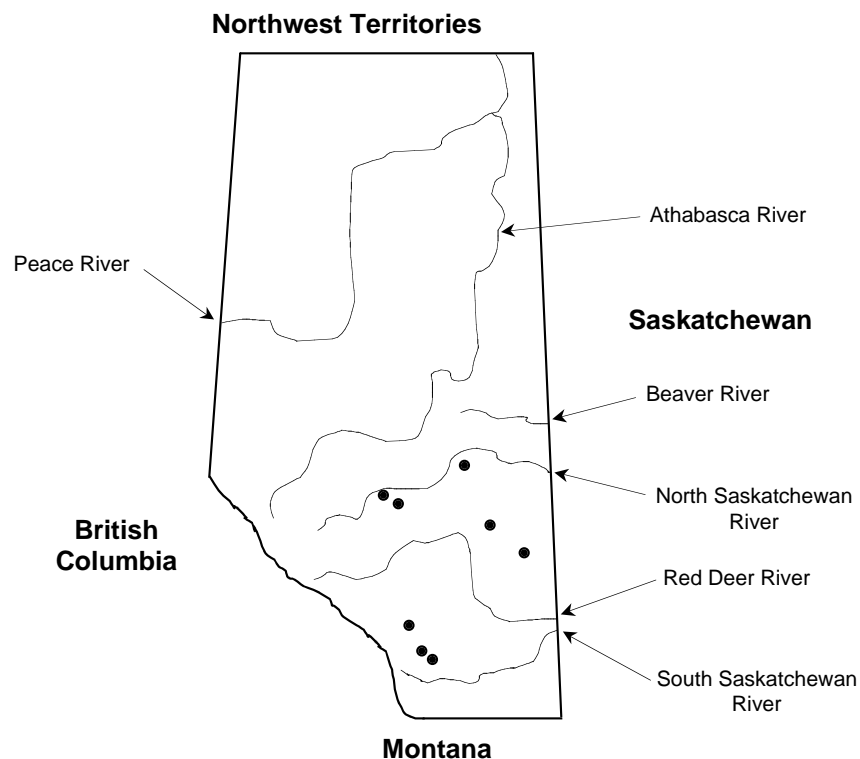 Northwest Territories
Athabasca River
Peace River
Saskatchewan
Beaver River
North Saskatchewan
River
British
Columbia
Red Deer River
South Saskatchewan
River
Montana